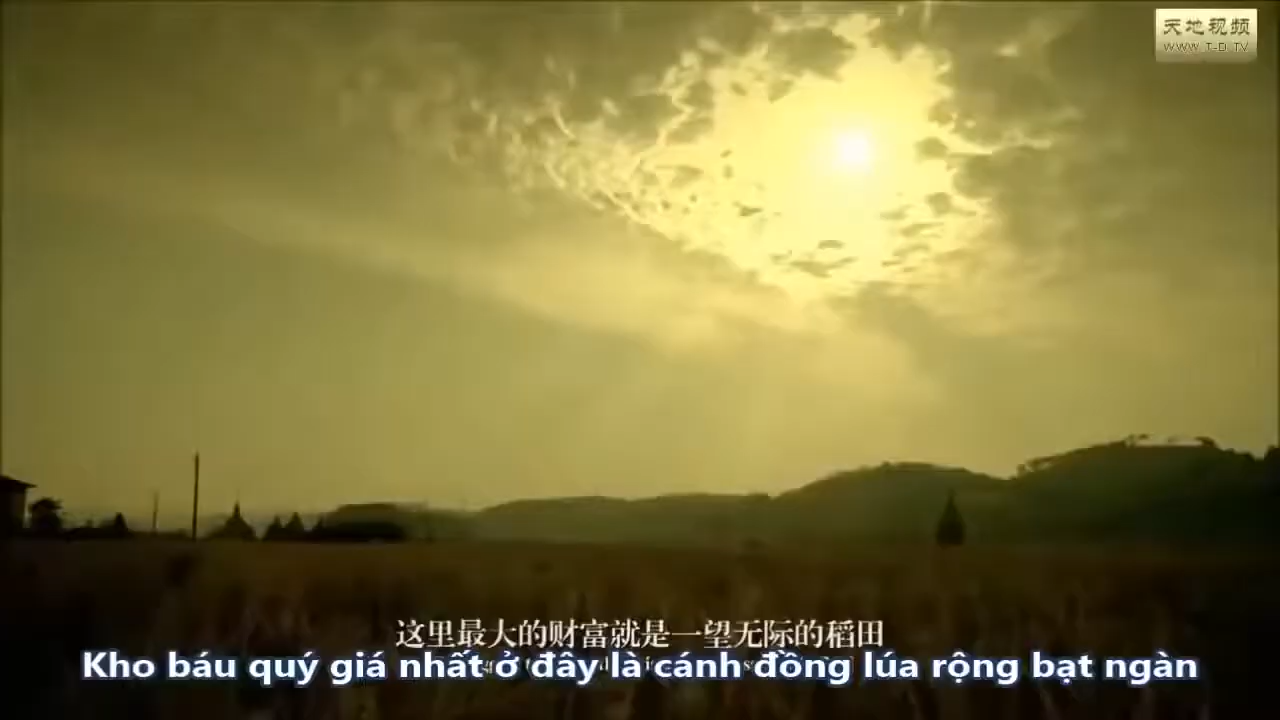 天地视频
WWW.T-D.TV
这里最大的财富就是一望无际的稻田
Kho báu quý giá nhất ở đây là cánh đồng lúa rộng bạt ngàn